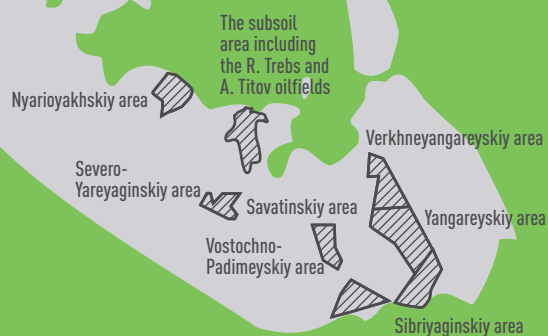 The subsoil
area including
the R. Trebs and
A. Titov oilfields
Nyarioyakhskiy area
Verkhneyangareyskiy area
Severo-
Yareyaginskiy area
Savatinskiy area
Yangareyskiy area
Vostochno-
Padimeyskiy area
Sibriyaginskiy area